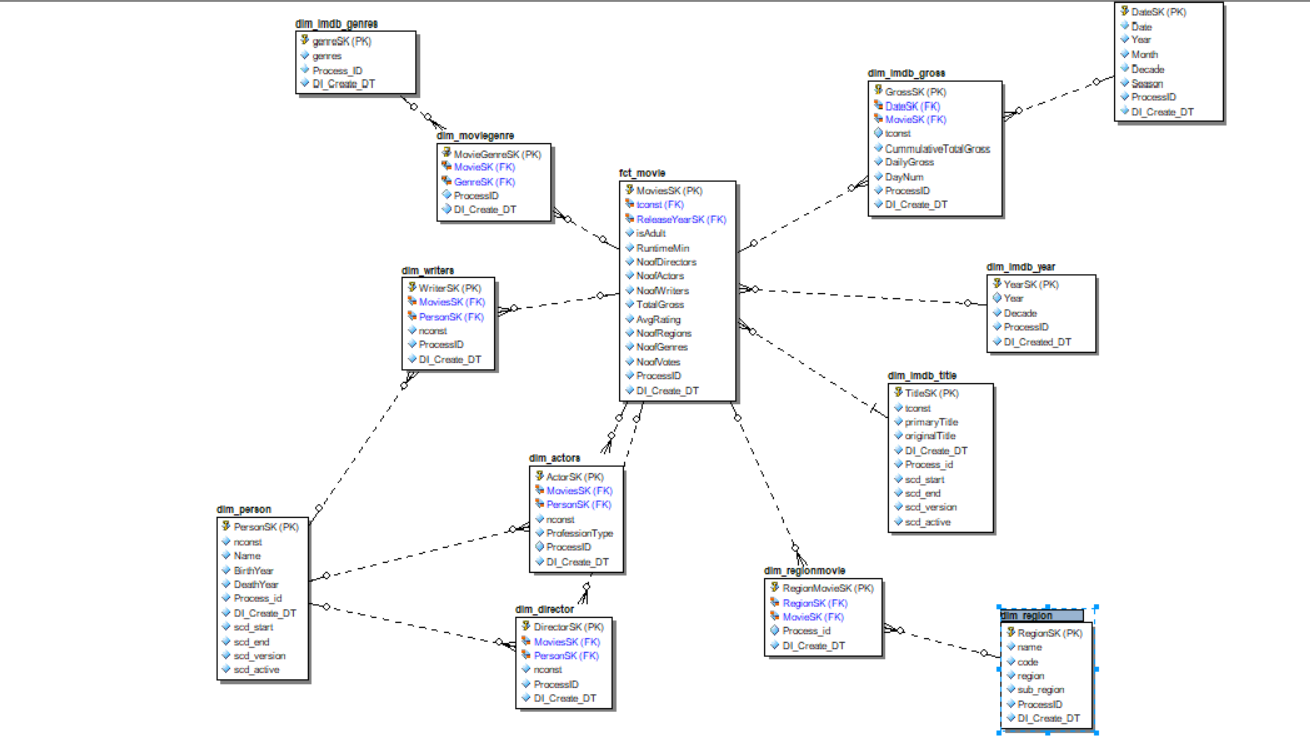 dim_imdb_genres
genreSK (PK)
genres
Process_ID
DI_Create_DT
dim_moviegenre
MovieGenreSK (PK)
MovieSK (FK)
GenreSK (FK)
ProcessID
DI_Create_DT
dim_writers
WriterSK (PK)
MoviesSK (FK)
PersonSK (FK)
nconst
ProcessID
DI_Create_DT
dim_person
PersonSK (PK)
nconst
Name
BirthYear
DeathYear
Process_id
DI_Create_DT
scd_start
scd_end
scd_version
scd_active
fct_movie
MoviesSK (PK)
tconst (FK)
ReleaseYearSK (FK)
isAdult
RuntimeMin
NoofDirectors
NoofActors
NoofWriters
TotalGross
AvgRating
NoofRegions
NoofGenres
NoofVotes
ProcessID
DI_Create_DT
dim_actors
ActorSK (PK)
MoviesSK (FK)
PersonSK (FK)
nconst
ProfessionType
ProcessID
DI_Create_DT
dim_director
DirectorSK (PK)
MoviesSK (FK)
PersonSK (FK)
nconst
ProcessID
DI_Create_DT
dim_imdb_gross
GrossSK (PK)
DateSK (FK)
MovieSK (FK)
tconst
CummulativeTotalGross
DailyGross
DayNum
ProcessID
DI_Create_DT
DateSK (PK)
Date
Year
Month
Decade
Season
ProcessID
DI_Create_DT
dim_imdb_year
YearSK (PK)
Year
Decade
ProcessID
DI_Created_DT
dim_imdb_title
TitleSK (PK)
tconst
primaryTitle
originalTitle
DI_Create_DT
Process_id
scd_start
scd_end
scd_version
scd_active
dim_regionmovie
RegionMovieSK (PK)
RegionSK (FK)
MovieSK (FK)
Process_id
DI_Create_DT
dim_region
RegionSK (PK)
name
code
region
sub_region
ProcessID
DI_Create_DT